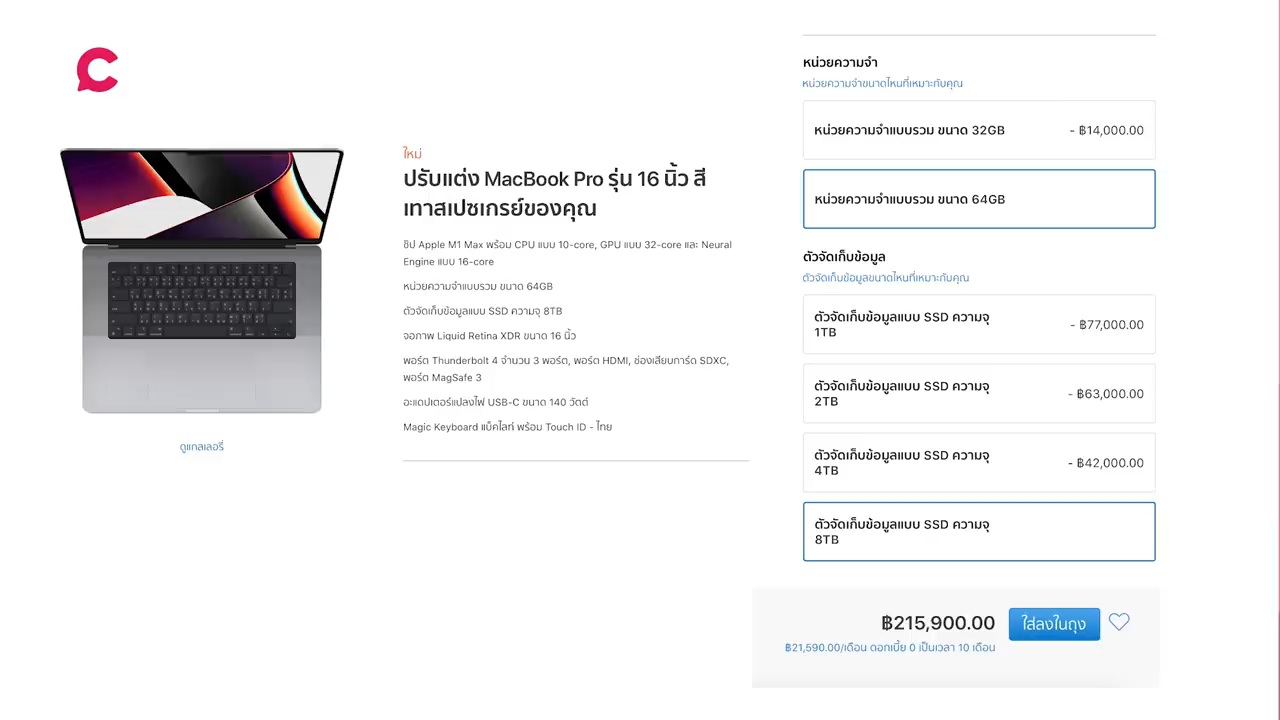 ใหม่
ปรับแต่ง MacBook Pro รุ่น 16 นิ้ว สี
เทาสเปซเกรย์ของคุณ
ชิป Apple M1 Max พร้อม CPU แบบ 10-core, GPU แบบ 32-core และ Neural
Engine แบบ 16-core
หน่วยความจำแบบรวม ขนาด 64GB
ตัวจัดเก็บข้อมูลแบบ SSD ความจุ 8TB
จอภาพ Liquid Retina XDR ขนาด 16 นิ้ว
พอร์ต Thunderbolt 4 จำนวน 3 พอร์ต, พอร์ต HDMI, ช่องเสียบการ์ด SDXC,
พอร์ต MagSafe 3
อะแดปเตอร์แปลงไฟ USB-C ขนาด 140 วัตต์
Magic Keyboard แบ็คไลท์ พร้อม Touch ID - ไทย
ดูแกลเลอรี่
หน่วยความจำ
หน่วยความจำขนาดไหนที่เหมาะกับคุณ
หน่วยความจำแบบรวม ขนาด 32GB - ฿14,000.00
หน่วยความจำแบบรวม ขนาด 64GB
ตัวจัดเก็บข้อมูล
ตัวจัดเก็บข้อมูลขนาดไหนที่เหมาะกับคุณ
ตัวจัดเก็บข้อมูลแบบ SSD ความจุ
1TB - ฿77,000.00
ตัวจัดเก็บข้อมูลแบบ SSD ความจุ
2TB - ฿63,000.00
ตัวจัดเก็บข้อมูลแบบ SSD ความจุ
4TB - ฿42,000.00
ตัวจัดเก็บข้อมูลแบบ SSD ความจุ
8TB
฿215,900.00 ใส่ลงในถุง
฿21,590.00/เดือน ดอกเบี้ย 0 เป็นเวลา 10 เดือน